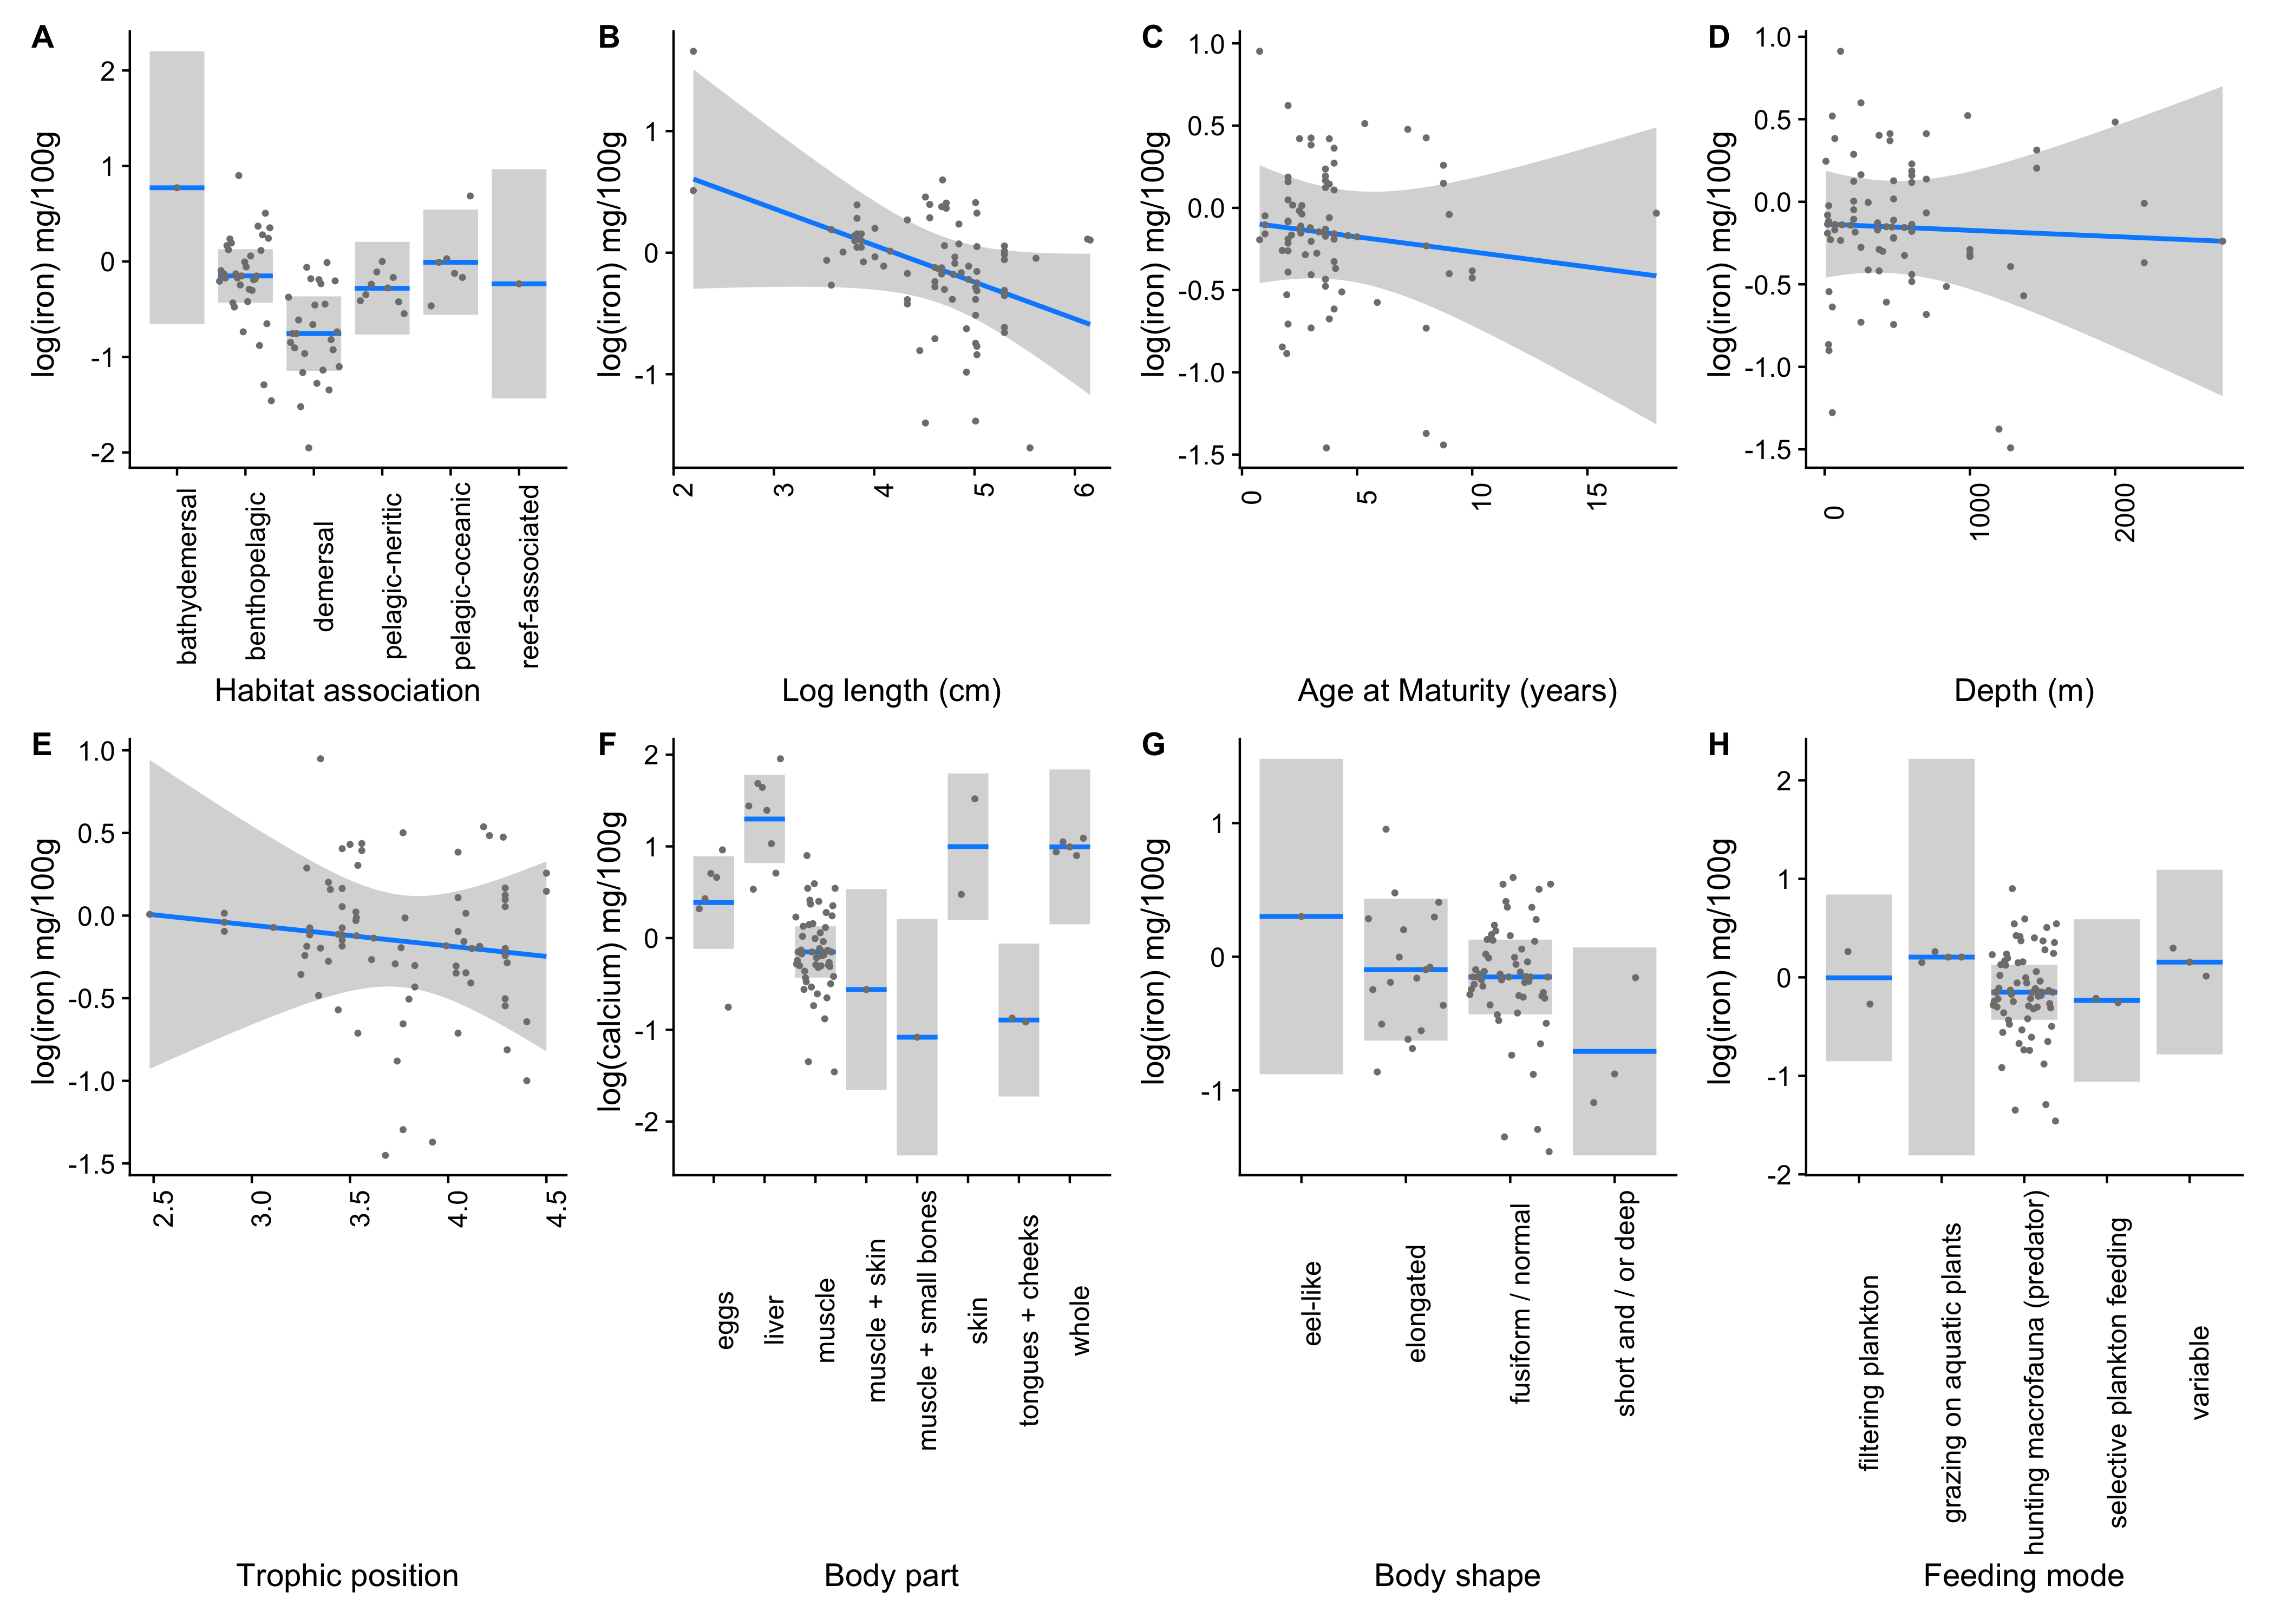 A
log(iron) mg/100g
2
1
0
-1
-2
bathydemersal
benthopelagic
demersal
pelagic-neritic
pelagic-oceanic
reef-associated
Habitat association
B
log(iron) mg/100g
1
0
-1
2
3
4
5
6
Log length (cm)
C
log(iron) mg/100g
1.0
0.5
0.0
-0.5
-1.0
-1.5
0
5
10
15
Age at Maturity (years)
D
log(iron) mg/100g
1.0
0.5
0.0
-0.5
-1.0
-1.5
0
1000
2000
Depth (m)
E
log(iron) mg/100g
1.0
0.5
0.0
-0.5
-1.0
-1.5
2.5
3.0
3.5
4.0
4.5
Trophic position
F
log(calcium) mg/100g
2
1
0
-1
-2
eggs
liver
muscle
muscle + skin
muscle + small bones
skin
tongues + cheeks
whole
Body part
G
log(iron) mg/100g
1
0
-1
eel-like
elongated
fusiform / normal
short and / or deep
Body shape
H
log(iron) mg/100g
2
1
0
-1
-2
filtering plankton
grazing on aquatic plants
hunting macrofauna (predator)
selective plankton feeding
variable
Feeding mode